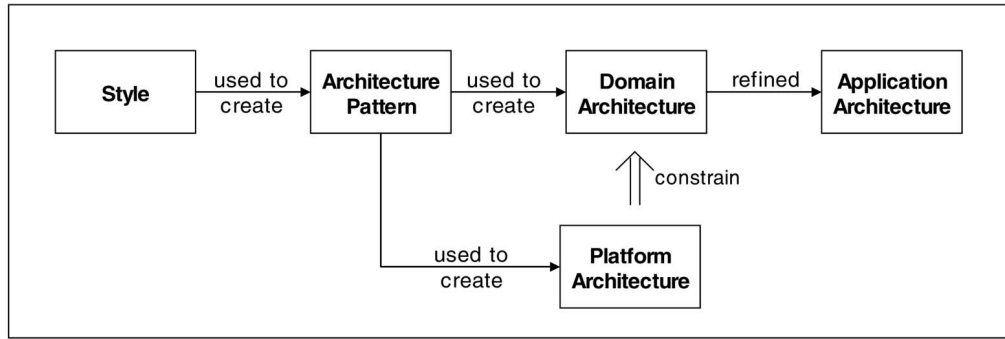 Style
used to
create
Architecture
Pattern
used to
create
Domain
Architecture
refined
Application
Architecture
constrain
used to
create
Platform
Architecture